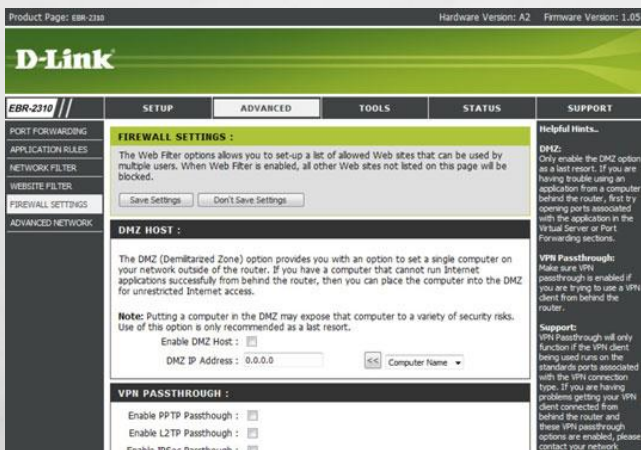 Product Page: EBR-2310 Hardware Version: A2 Firmware Version: 1.05
D-Link
EBR-2310 // SETUP ADVANCED TOOLS STATUS SUPPORT
PORT FORWARDING
APPLICATION RULES
NETWORK FILTER
WEBSITE FILTER
FIREWALL SETTINGS
ADVANCED NETWORK
FIREWALL SETTINGS :
The Web Filter options allows you to set-up a list of allowed Web sites that can be used by
multiple users. When Web Filter is enabled, all other Web sites not listed on this page will be
blocked.
Save Settings Don't Save Settings
DMZ HOST :
The DMZ (Demilitarized Zone) option provides you with an option to set a single computer on
your network outside of the router. If you have a computer that cannot run Internet
applications successfully from behind the router, then you can place the computer into the DMZ
for unrestricted Internet access.
Note: Putting a computer in the DMZ may expose that computer to a variety of security risks.
Use of this option is only recommended as a last resort.
Enable DMZ Host :
DMZ IP Address : 0.0.0.0 << Computer Name
VPN PASSTHROUGH :
Enable PPTP Passthough :
Enable L2TP Passthough :
Enable IPSec Passthough :
Helpful Hints..
DMZ:
Only enable the DMZ option
as a last resort. If you are
having trouble using an
application from a computer
behind the router, first try
opening ports associated
with the application in the
Virtual Server or Port
Forwarding sections.
VPN Passthrough:
Make sure VPN
passthrough is enabled if
you are trying to use a VPN
client from behind the
router.
Support:
VPN Passthrough will only
function if the VPN client
being used runs on the
standards ports associated
with the VPN connection
type. If you are having
problems getting your VPN
client connected from
behind the router and
these VPN passthrough
options are enabled, please
contact your network